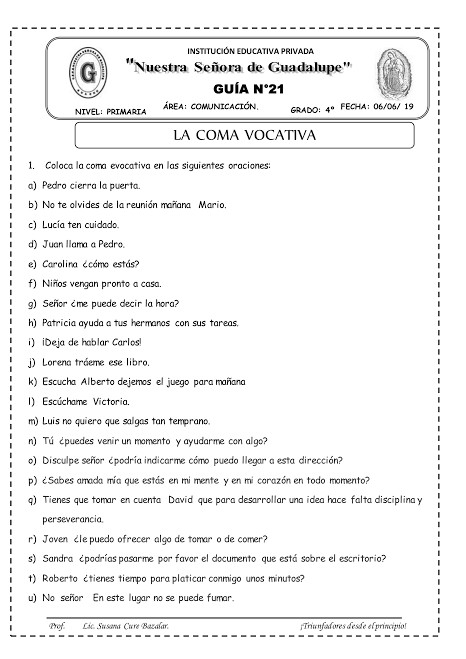 INSTITUCIÓN EDUCATIVA PRIVADA
"Nuestra Señora de Guadalupe"
GUÍA N°21
NIVEL: PRIMARIA ÁREA: COMUNICACIÓN. GRADO: 4° FECHA: 06/06/ 19
G
LA COMA VOCATIVA
1. Coloca la coma evocativa en las siguientes oraciones:
a) Pedro cierra la puerta.
b) No te olvides de la reunión mañana Mario.
c) Lucía ten cuidado.
d) Juan llama a Pedro.
e) Carolina ¿cómo estás?
f) Niños vengan pronto a casa.
g) Señor ¿me puede decir la hora?
h) Patricia ayuda a tus hermanos con sus tareas.
i) ¡Deja de hablar Carlos!
j) Lorena tráeme ese libro.
k) Escucha Alberto dejemos el juego para mañana
l) Escúchame Victoria.
m) Luis no quiero que salgas tan temprano.
n) Tú ¿puedes venir un momento y ayudarme con algo?
o) Disculpe señor ¿podría indicarme cómo puedo llegar a esta dirección?
p) ¿Sabes amada mía que estás en mi mente y en mi corazón en todo momento?
q) Tienes que tomar en cuenta David que para desarrollar una idea hace falta disciplina y
perseverancia.
r) Joven ¿le puedo ofrecer algo de tomar o de comer?
s) Sandra ¿podrías pasarme por favor el documento que está sobre el escritorio?
t) Roberto ¿tienes tiempo para platicar conmigo unos minutos?
u) No señor En este lugar no se puede fumar.
Prof. Lic. Susana Cure Bazalar. ¡Triunfadores desde el principio!